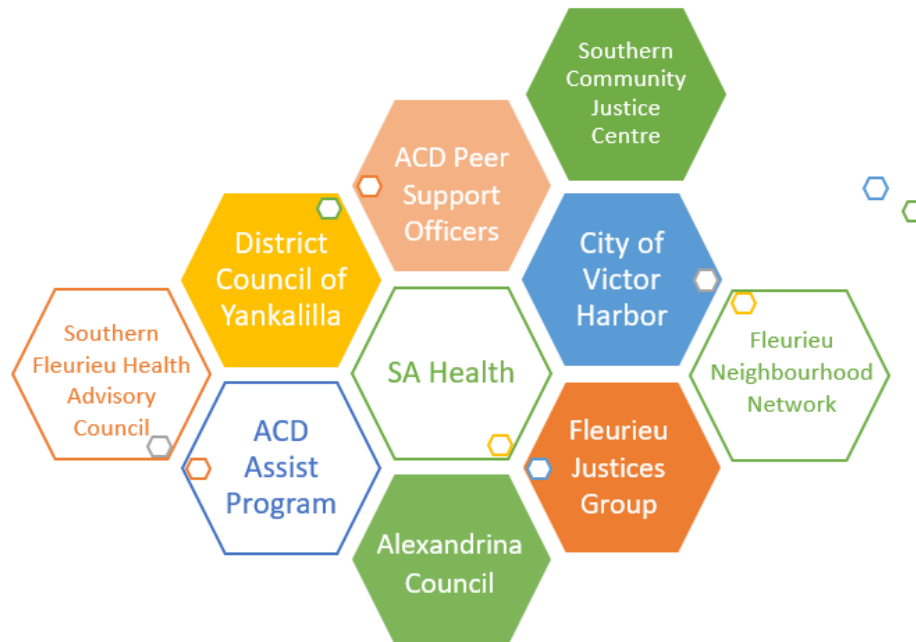 Southern
Community
Justice
Centre
ACD Peer
Support
Officers
District
Council of
Yankalilla
City of
Victor
Harbor
Southern
Fleurieu Health
Advisory
Council
SA Health
Fleurieu
Neighbourhood
Network
ACD
Assist
Program
Fleurieu
Justices
Group
Alexandrina
Council